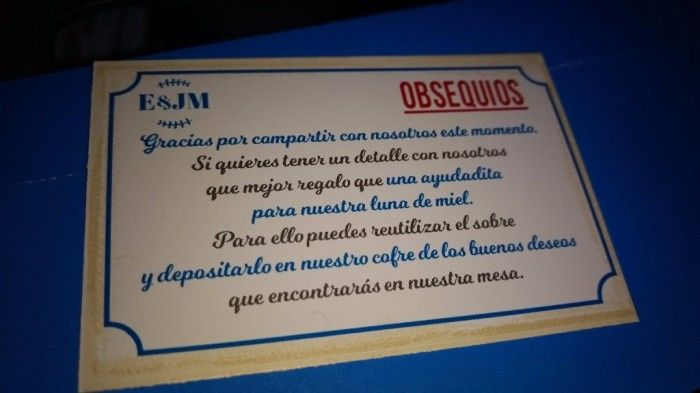 E&JM
OBSEQUIOS
Gracias por compartir con nosotros este momento.
Si quieres tener un detalle con nosotros
que mejor regalo que una ayudadita
para nuestra luna de miel.
Para ello puedes reutilizar el sobre
y depositarlo en nuestro cofre de los buenos deseos
que encontrarás en nuestra mesa.